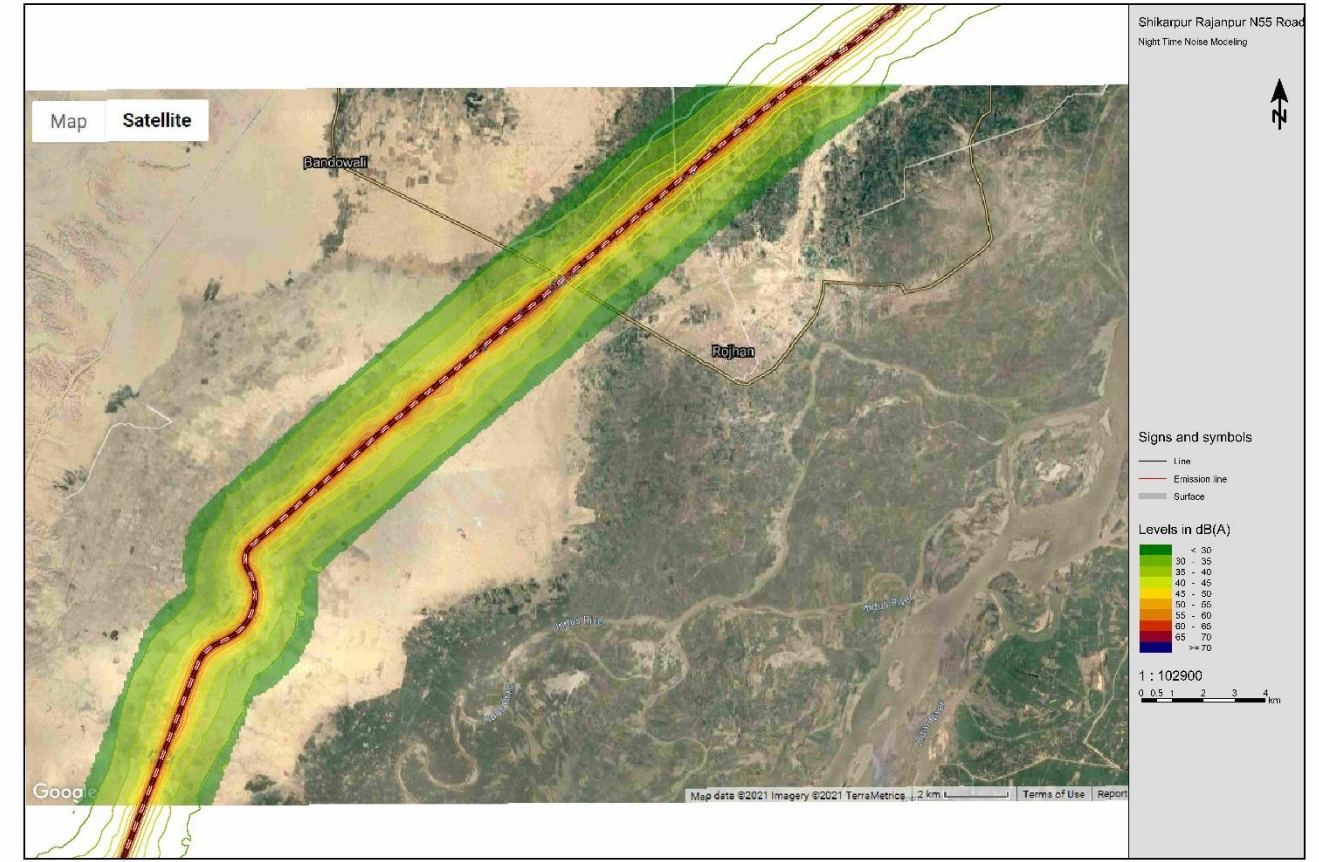 Shikarpur Rajanpur N55 Road
Night Time Noise Modeling
N
Map
Satellite
Bandowali
Rojhan
Indus River
Indus River
Google
Map data ©2021 Imagery ©2021 TerraMetrics
2 km
Terms of Use
Report
Signs and symbols
Line
Emission line
Surface
Levels in dB(A)
< 30
30 - 35
35 - 40
40 - 45
45 - 50
50 - 55
55 - 60
60 - 65
65 70
>= 70
1 : 102900
0 0.5 1 2 3 4
km